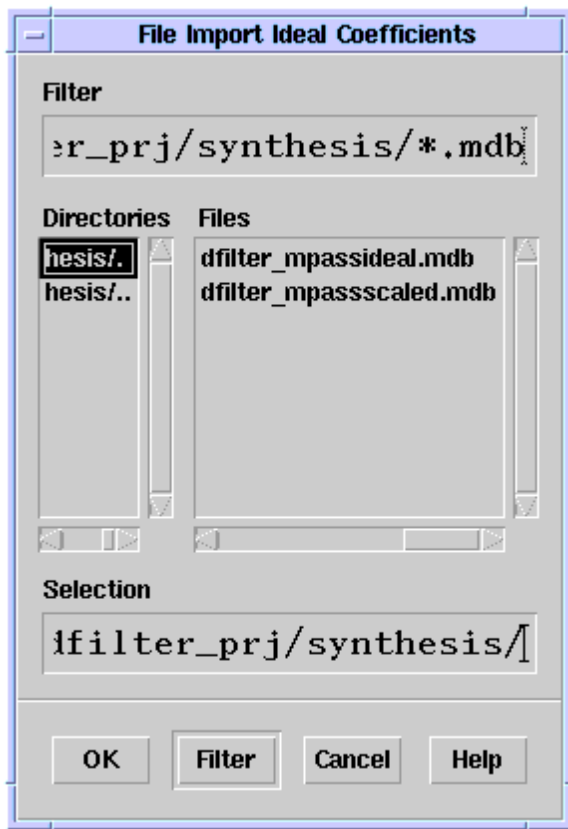 File Import Ideal Coefficients
Filter
er_prj/synthesis/*.mdb
Directories Files
hesis/.
hesis/..
dfilter_mpassideal.mdb
dfilter_mpassscaled.mdb
Selection
dfilter_prj/synthesis/
OK Filter Cancel Help